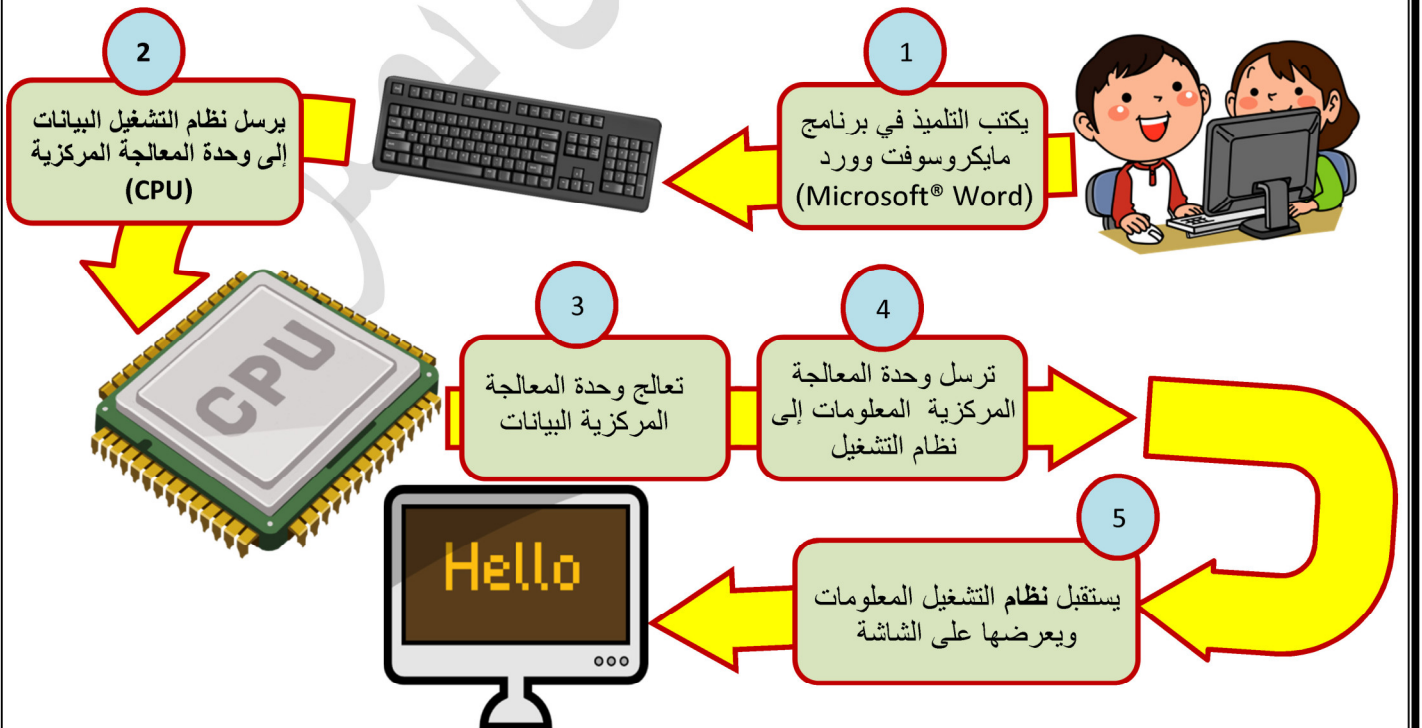 1
يكتب التلميذ في برنامج
مايكروسوفت وورد
(Microsoft® Word)
2
يرسل نظام التشغيل البيانات
إلى وحدة المعالجة المركزية
(CPU)
CPU
3
تعالج وحدة المعالجة
المركزية البيانات
4
ترسل وحدة المعالجة
المركزية المعلومات إلى
نظام التشغيل
5
يستقبل نظام التشغيل المعلومات
ويعرضها على الشاشة
Hello